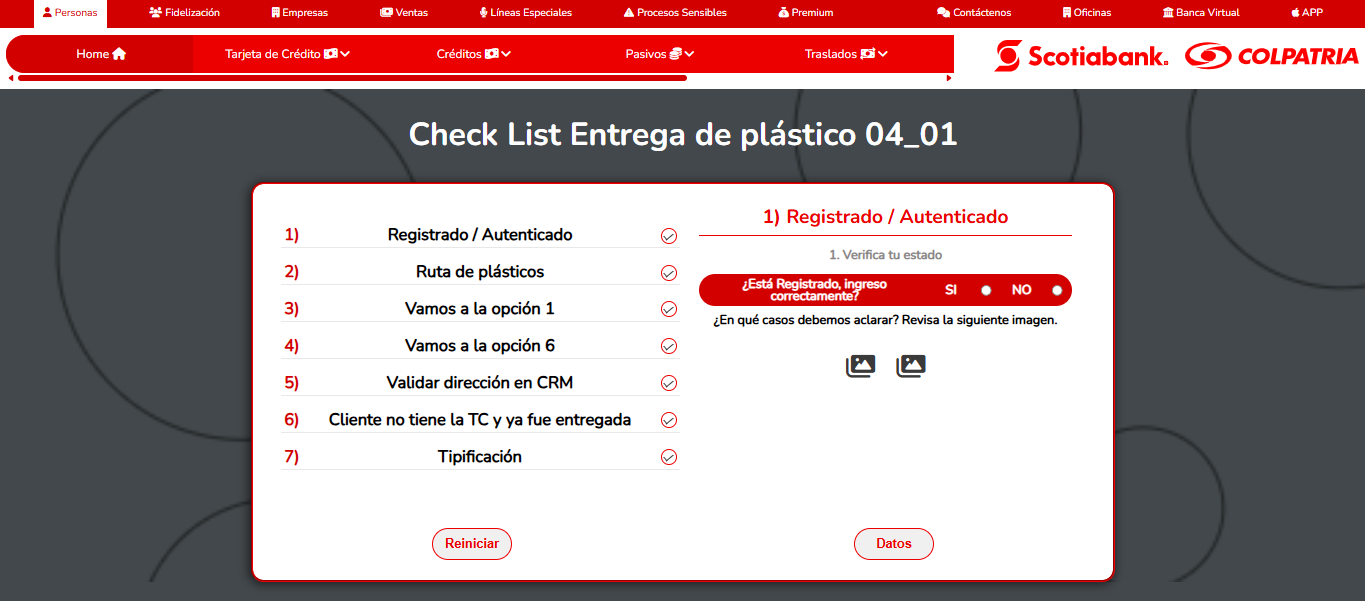 Personas Fidelización Empresas Ventas Líneas Especiales Procesos Sensibles Premium Contáctenos Oficinas Banca Virtual APP
Home Tarjeta de Crédito Créditos Pasivos Traslados Scotiabank. COLPATRIA
Check List Entrega de plástico 04_01
1) Registrado / Autenticado
2) Ruta de plásticos
3) Vamos a la opción 1
4) Vamos a la opción 6
5) Validar dirección en CRM
6) Cliente no tiene la TC y ya fue entregada
7) Tipificación
Reiniciar
1) Registrado / Autenticado
1. Verifica tu estado
¿Está Registrado, ingreso
correctamente? SI NO
¿En qué casos debemos aclarar? Revisa la siguiente imagen.
Datos